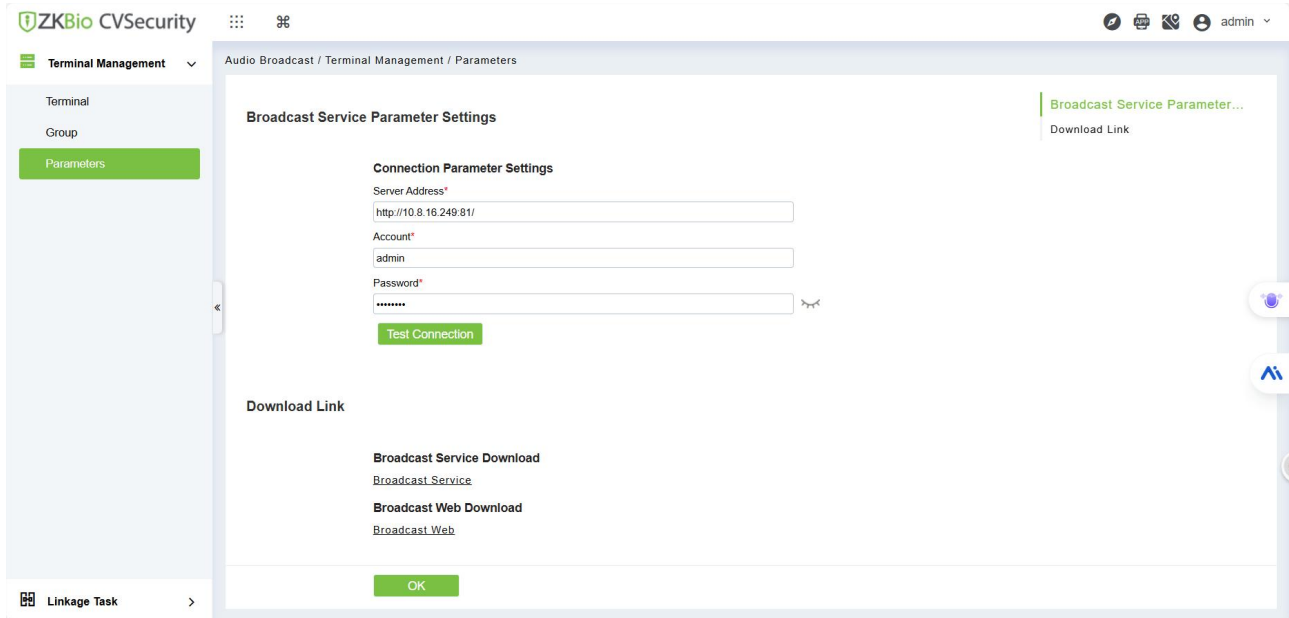 ZKBio CVSecurity
APP
admin
Terminal Management
Audio Broadcast / Terminal Management / Parameters
Terminal
Group
Parameters
Broadcast Service Parameter Settings
Broadcast Service Parameter...
Download Link
Connection Parameter Settings
Server Address*
http://10.8.16.249:81/
Account*
admin
Password*
••••••••
Test Connection
Download Link
Broadcast Service Download
Broadcast Service
Broadcast Web Download
Broadcast Web
OK
Linkage Task